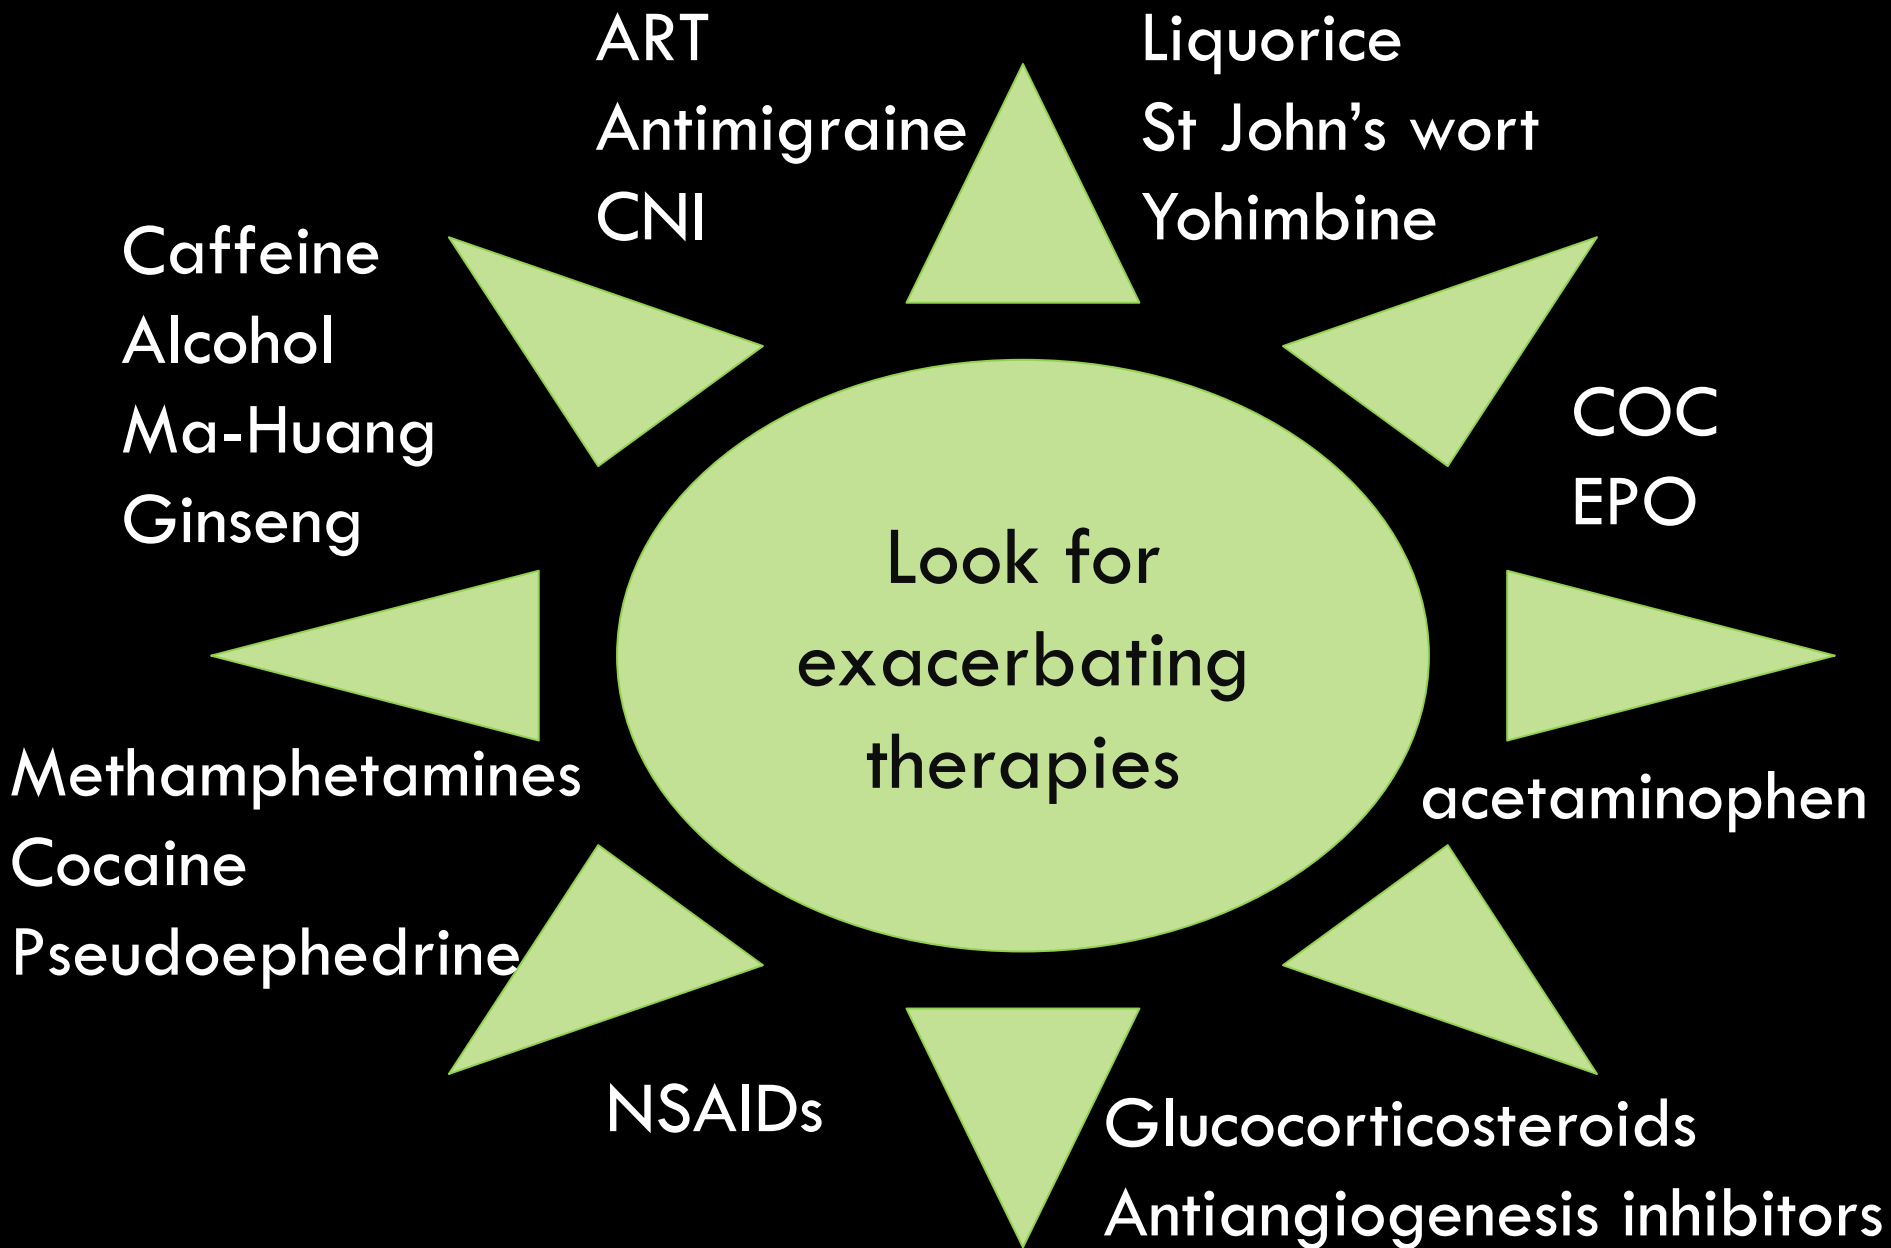 ART
Antimigraine
CNI
Liquorice
St John's wort
Yohimbine
Caffeine
Alcohol
Ma-Huang
Ginseng
COC
EPO
Look for
exacerbating
therapies
Methamphetamines
Cocaine
Pseudoephedrine
acetaminophen
NSAIDs
Glucocorticosteroids
Antiangiogenesis inhibitors